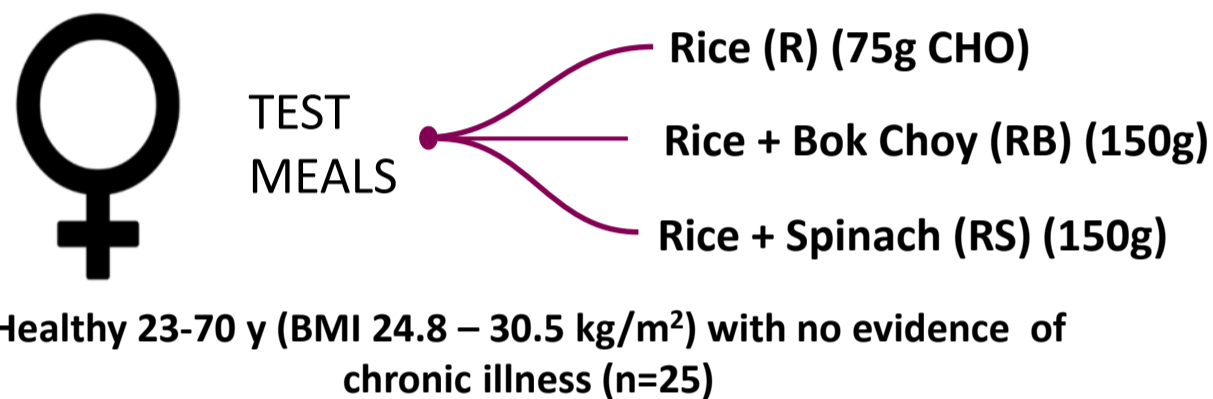 TEST
MEALS
Rice (R) (75g CHO)
Rice + Bok Choy (RB) (150g)
Rice + Spinach (RS) (150g)
Healthy 23-70 y (BMI 24.8 – 30.5 kg/m²) with no evidence of
chronic illness (n=25)